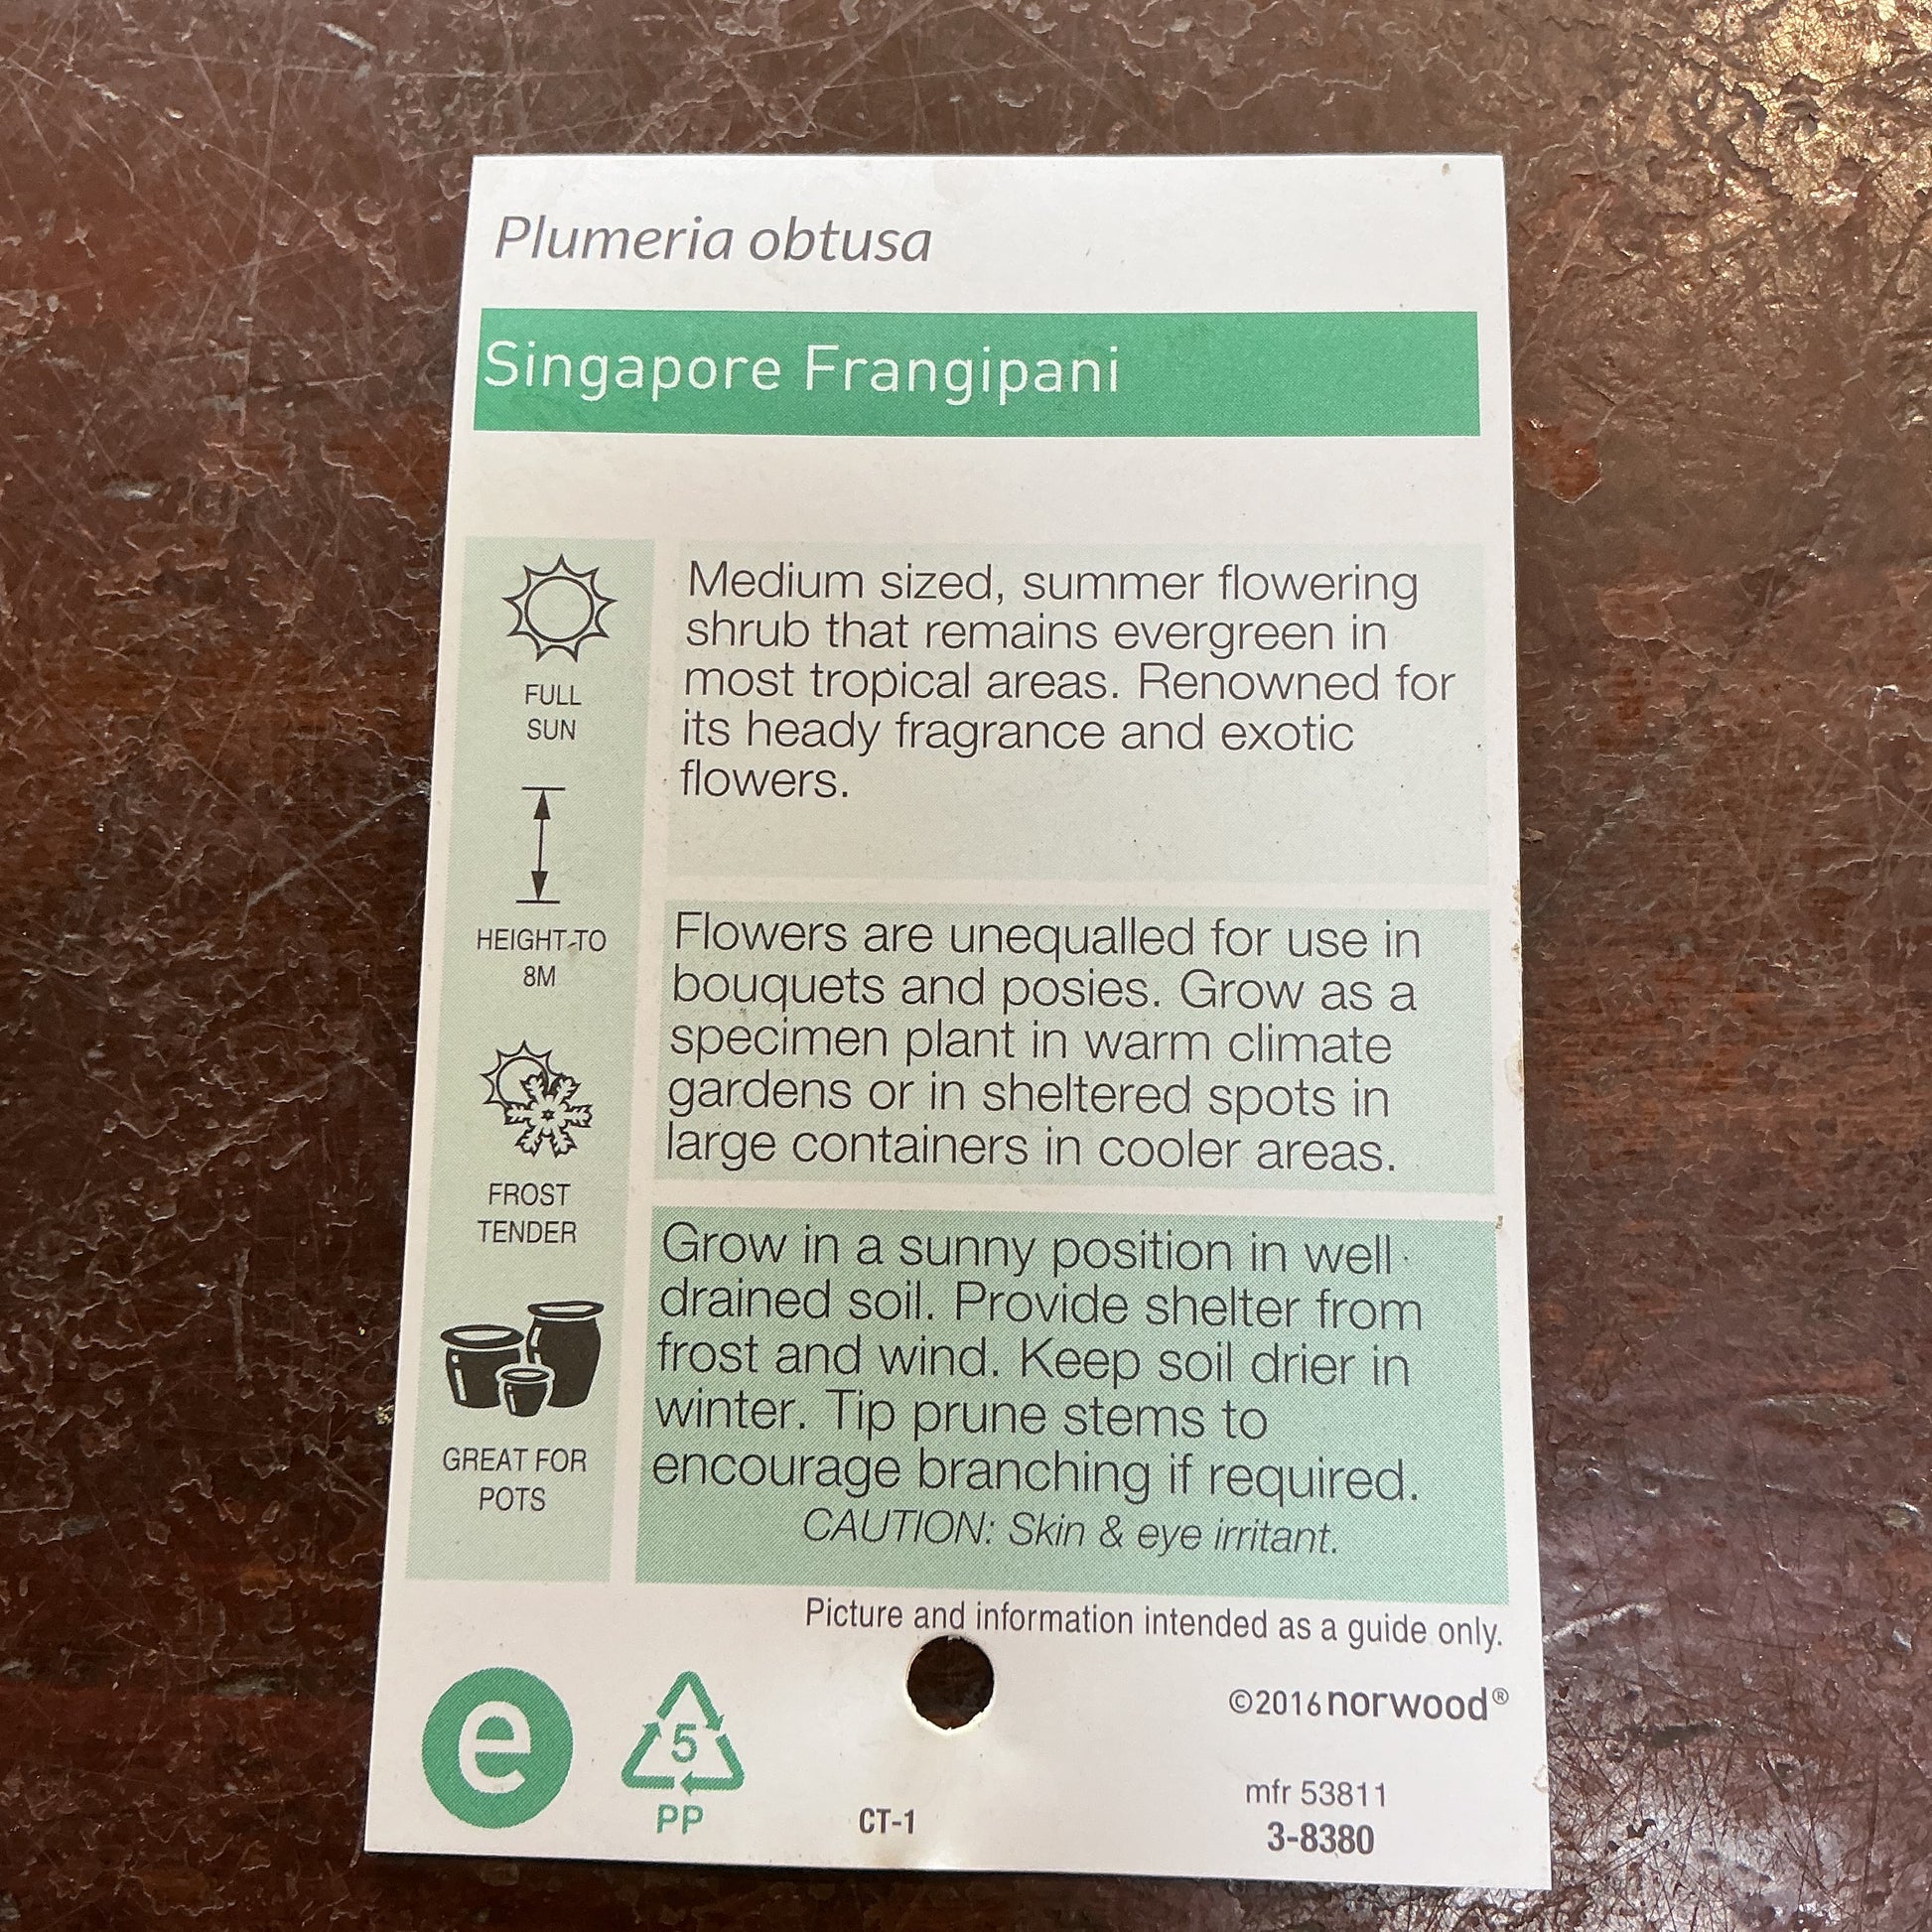 Plumeria obtusa
Singapore Frangipani
FULL
SUN
HEIGHT TO
8M
FROST
TENDER
GREAT FOR
POTS
Medium sized, summer flowering
shrub that remains evergreen in
most tropical areas. Renowned for
its heady fragrance and exotic
flowers.
Flowers are unequalled for use in
bouquets and posies. Grow as a
specimen plant in warm climate
gardens or in sheltered spots in
large containers in cooler areas.
Grow in a sunny position in well
drained soil. Provide shelter from
frost and wind. Keep soil drier in
winter. Tip prune stems to
encourage branching if required.
CAUTION: Skin & eye irritant.
Picture and information intended as a guide only.
©2016 norwood®
e
5
PP
CT-1
mfr 53811
3-8380